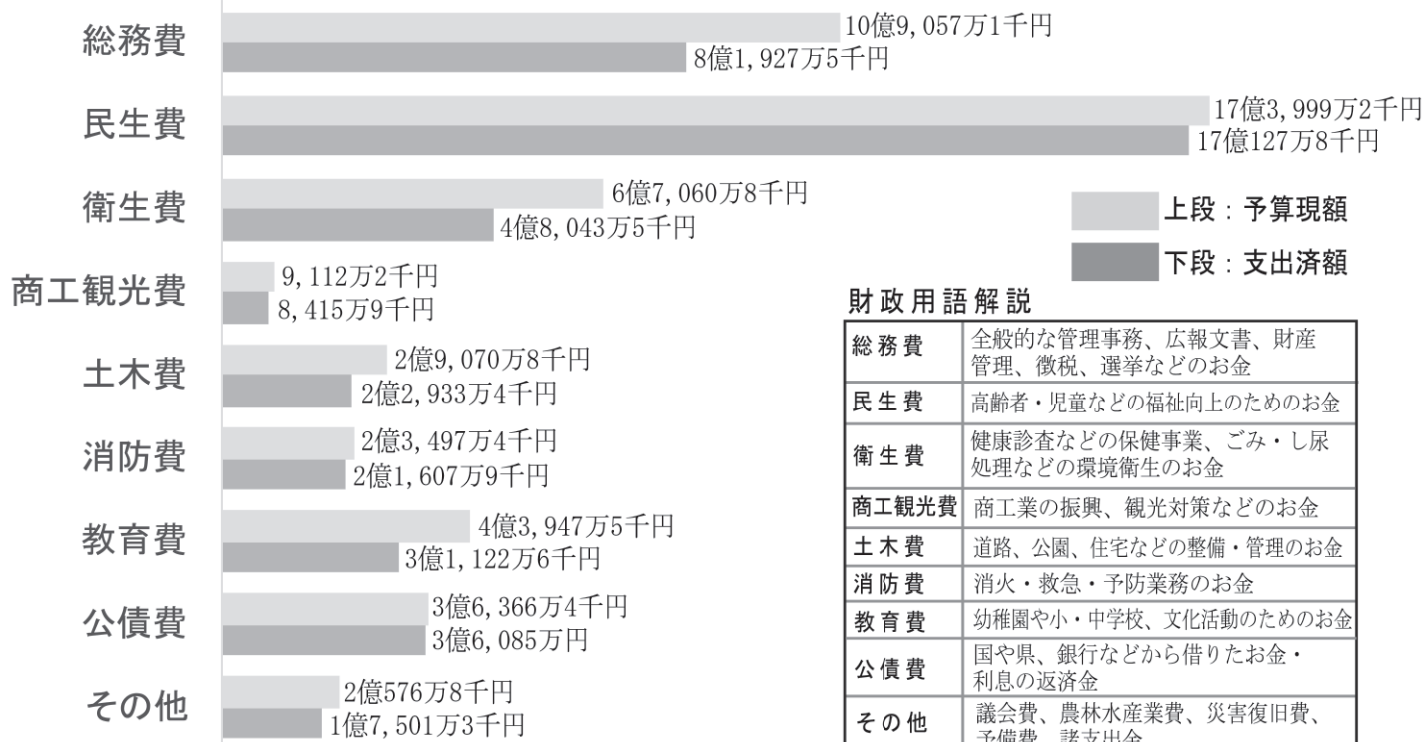 総務費
10億9,057万1千円
8億1,927万5千円
民生費
17億3,999万2千円
17億127万8千円
衛生費
6億7,060万8千円
4億8,043万5千円
商工観光費
9,112万2千円
8,415万9千円
土木費
2億9,070万8千円
2億2,933万4千円
消防費
2億3,497万4千円
2億1,607万9千円
教育費
4億3,947万5千円
3億1,122万6千円
公債費
3億6,366万4千円
3億6,085万円
その他
2億576万8千円
1億7,501万3千円
上段：予算現額
下段：支出済額
財政用語解説
総務費
全般的な管理事務、広報文書、財産
管理、徴税、選挙などのお金
民生費
高齢者・児童などの福祉向上のためのお金
衛生費
健康診査などの保健事業、ごみ・し尿
処理などの環境衛生のお金
商工観光費
商工業の振興、観光対策などのお金
土木費
道路、公園、住宅などの整備・管理のお金
消防費
消火・救急・予防業務のお金
教育費
幼稚園や小・中学校、文化活動のためのお金
公債費
国や県、銀行などから借りたお金・
利息の返済金
その他
議会費、農林水産業費、災害復旧費、
予備費、諸支出金